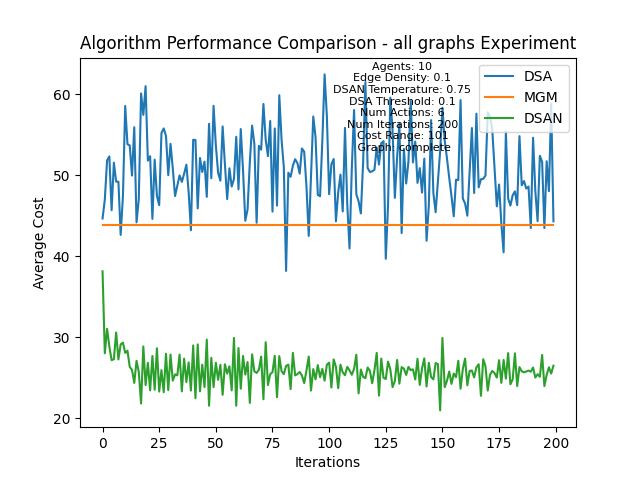 Algorithm Performance Comparison - all graphs Experiment
Agents: 10
Edge Density: 0.1
DSAN Temperature: 0.75
DSA Threshold: 0.1
Num Actions: 6
Num Iterations: 200
Cost Range: 101
Graph: complete
DSA
MGM
DSAN
Average Cost
60
50
40
30
20
0
25
50
75
100
125
150
175
200
Iterations